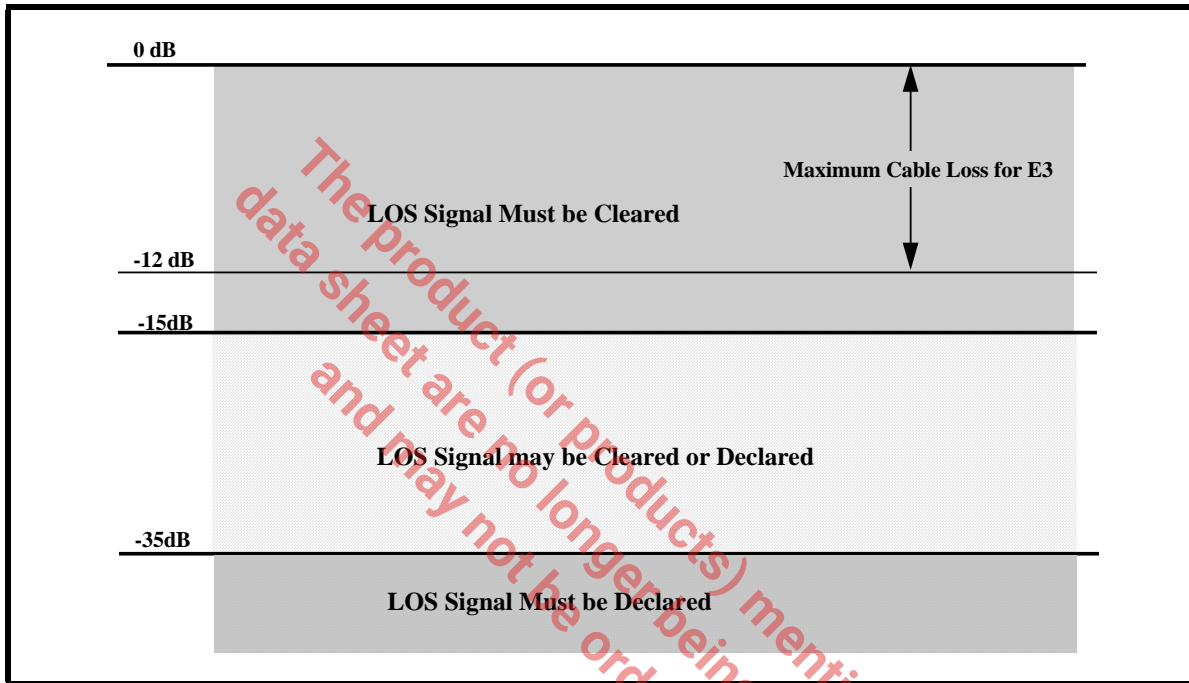 0 dB
Maximum Cable Loss for E3
LOS Signal Must be Cleared
-12 dB
-15dB
LOS Signal may be Cleared or Declared
-35dB
LOS Signal Must be Declared
The product (or products) menti
data sheet are no longer being
and may not be ord